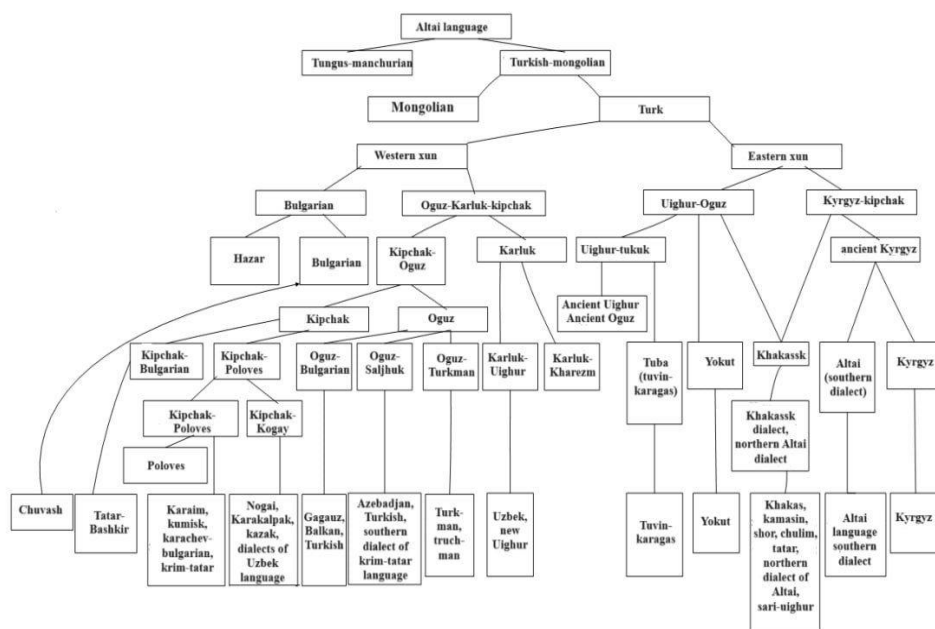 Altai language
Tungus-manchurian
Turkish-mongolian
Mongolian
Turk
Western xun
Eastern xun
Bulgarian
Oguz-Karluk-kipchak
Uighur-Oguz
Kyrgyz-kipchak
Hazar
Bulgarian
Kipchak-
Oguz
Karluk
Uighur-tukuk
ancient Kyrgyz
Ancient Uighur
Ancient Oguz
Kipchak
Oguz
Kipchak-
Bulgarian
Kipchak-
Poloves
Oguz-
Bulgarian
Oguz-
Saljhuk
Oguz-
Turkman
Karluk-
Uighur
Karluk-
Kharezm
Tuba
(tuvin-
karagas)
Yokut
Khakassk
Altai
(southern
dialect)
Kyrgyz
Kipchak-
Poloves
Kipchak-
Kogay
Khakassk
dialect,
northern Altai
dialect
Poloves
Chuvash
Tatar-
Bashkir
Karaim,
kumisk,
karachev-
bulgarian,
krim-tatar
Nogai,
Karakalpak,
kazak,
dialects of
Uzbek
language
Gagauz,
Balkan,
Turkish
Azebadjan,
Turkish,
southern
dialect of
krim-tatar
language
Turk-
man,
truch-
man
Uzbek,
new
Uighur
Tuvin-
karagas
Yokut
Khakas,
kamasin,
shor, chulim,
tatar,
northern
dialect of
Altai,
sari-uighur
Altai
language
southern
dialect
Kyrgyz